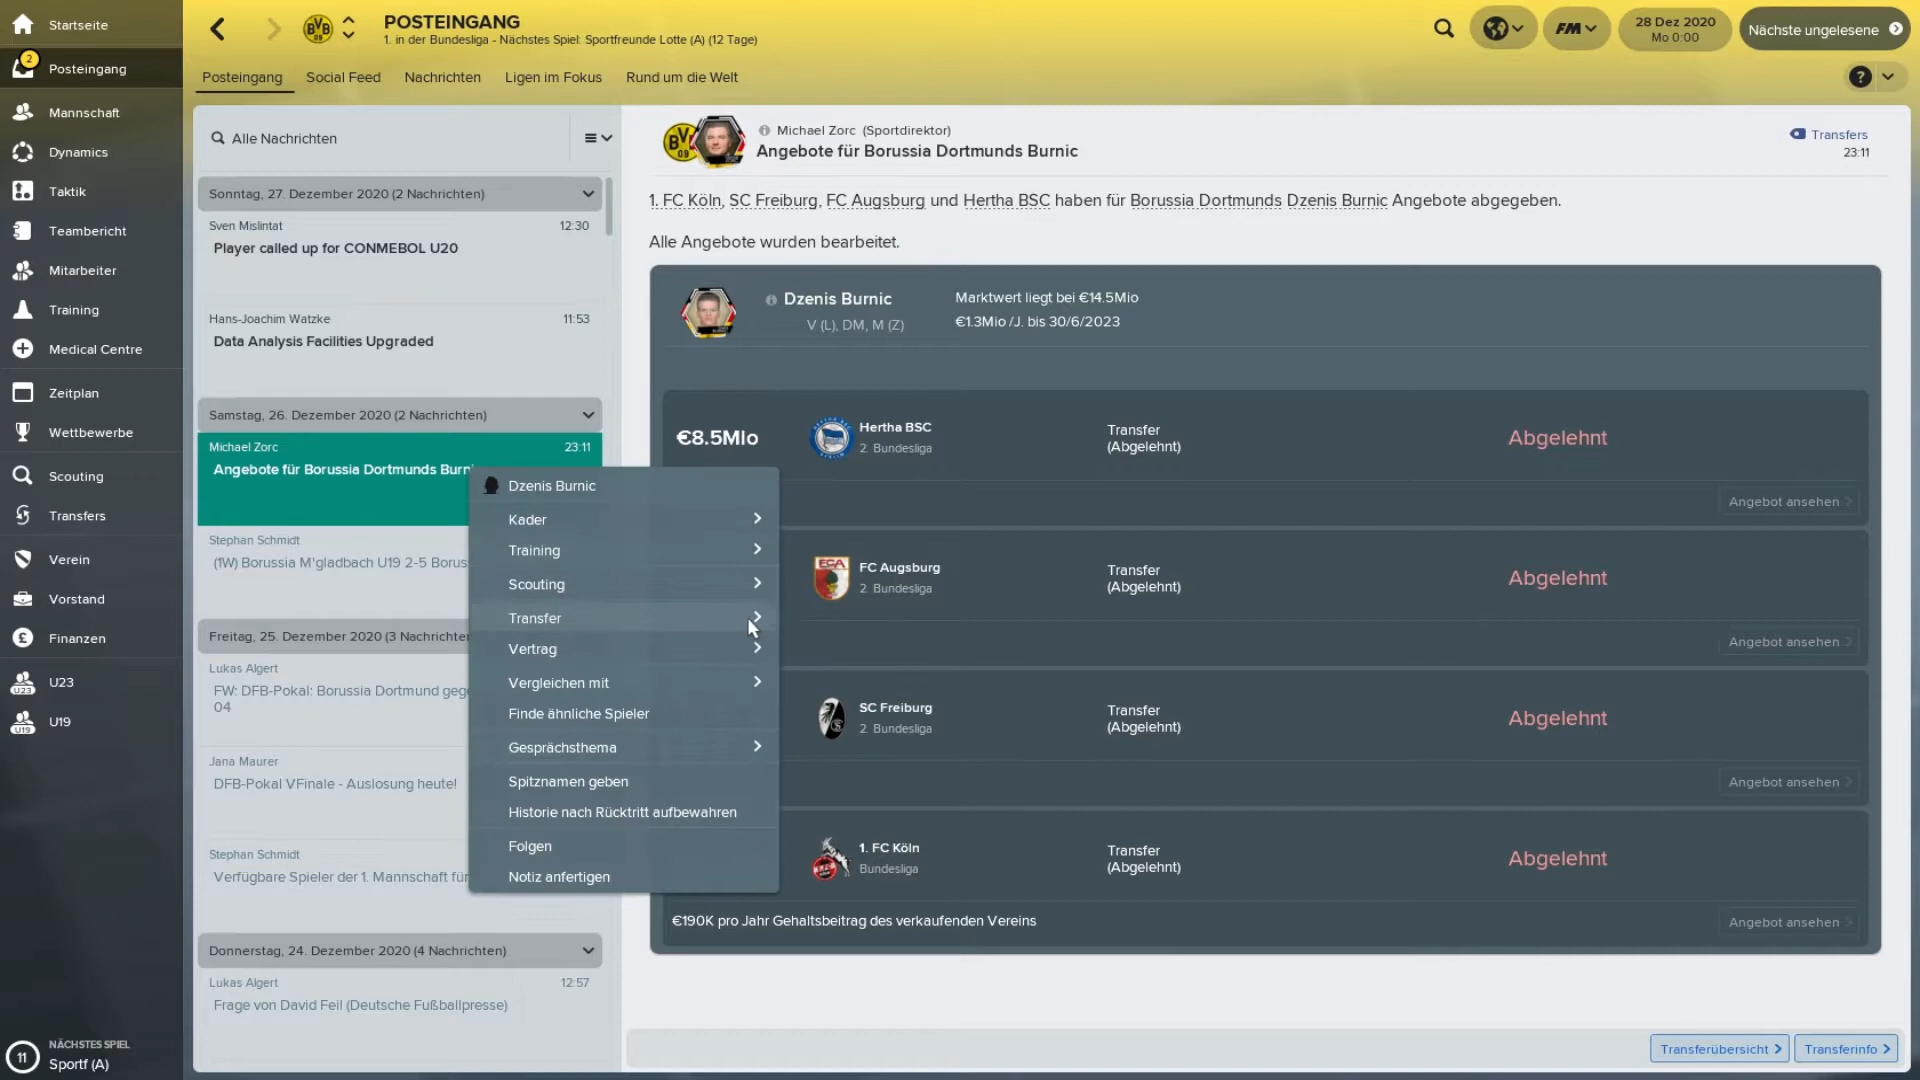 Startseite
2
Posteingang
Mannschaft
Dynamics
Taktik
Teambericht
Mitarbeiter
Training
Medical Centre
Zeitplan
Wettbewerbe
Scouting
Transfers
Verein
Vorstand
Finanzen
U23
U23
U19
U19
11
NÄCHSTES SPIEL
Sportf (A)
BVB
09
POSTEINGANG
1. in der Bundesliga - Nächstes Spiel: Sportfreunde Lotte (A) (12 Tage)
FM
28 Dez 2020
Mo 0:00
Nächste ungelesene
Posteingang
Social Feed
Nachrichten
Ligen im Fokus
Rund um die Welt
?
Alle Nachrichten
Sonntag, 27. Dezember 2020 (2 Nachrichten)
Sven Mislintat 12:30
Player called up for CONMEBOL U20
Hans-Joachim Watzke 11:53
Data Analysis Facilities Upgraded
Samstag, 26. Dezember 2020 (2 Nachrichten)
Michael Zorc 23:11
Angebote für Borussia Dortmunds Burni
Stephan Schmidt
(1W) Borussia M'gladbach U19 2-5 Borus
Freitag, 25. Dezember 2020 (3 Nachrichten
Lukas Algert
FW: DFB-Pokal: Borussia Dortmund gege
04
Jana Maurer
DFB-Pokal VFinale - Auslosung heute!
Stephan Schmidt
Verfügbare Spieler der 1. Mannschaft für
Donnerstag, 24. Dezember 2020 (4 Nachrichten)
Lukas Algert 12:57
Frage von David Feil (Deutsche Fußballpresse)
Dzenis Burnic
Kader
Training
Scouting
Transfer
Vertrag
Vergleichen mit
Finde ähnliche Spieler
Gesprächsthema
Spitznamen geben
Historie nach Rücktritt aufbewahren
Folgen
Notiz anfertigen
BVB
09
Michael Zorc (Sportdirektor)
Angebote für Borussia Dortmunds Burnic
Transfers
23:11
1. FC Köln, SC Freiburg, FC Augsburg und Hertha BSC haben für Borussia Dortmunds Dzenis Burnic Angebote abgegeben.
Alle Angebote wurden bearbeitet.
Dzenis Burnic
V (L), DM, M (Z)
Marktwert liegt bei €14.5Mio
€1.3Mio /J. bis 30/6/2023
€8.5Mio
Hertha BSC
2. Bundesliga
Transfer
(Abgelehnt)
Abgelehnt
Angebot ansehen
FC Augsburg
2. Bundesliga
Transfer
(Abgelehnt)
Abgelehnt
Angebot ansehen
SC Freiburg
2. Bundesliga
Transfer
(Abgelehnt)
Abgelehnt
Angebot ansehen
1. FC Köln
Bundesliga
Transfer
(Abgelehnt)
Abgelehnt
€190K pro Jahr Gehaltsbeitrag des verkaufenden Vereins
Angebot ansehen
Transferübersicht
Transferinfo